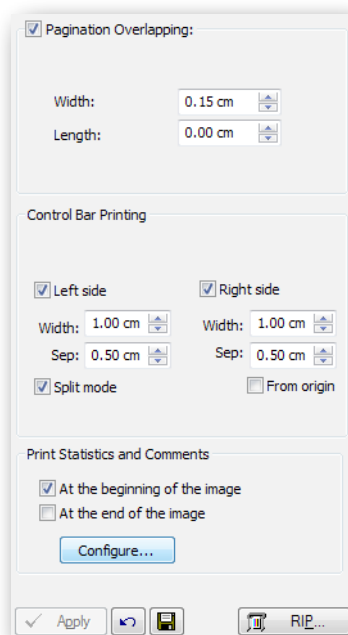 Pagination Overlapping:
Width: 0.15 cm
Length: 0.00 cm
Control Bar Printing
Left side Right side
Width: 1.00 cm Width: 1.00 cm
Sep: 0.50 cm Sep: 0.50 cm
Split mode From origin
Print Statistics and Comments
At the beginning of the image
At the end of the image
Configure...
Apply RIP...